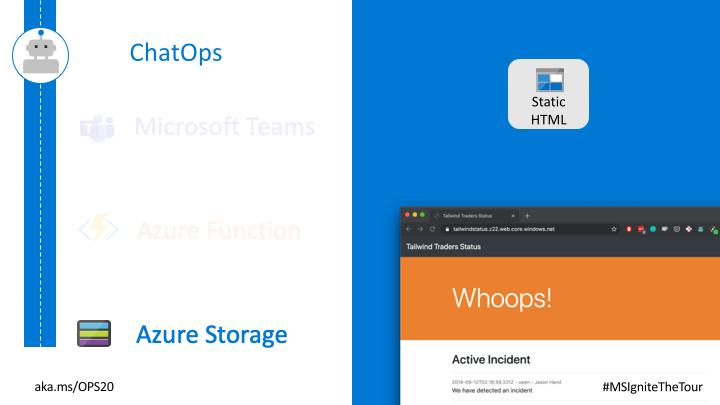 ChatOps
Microsoft Teams
Azure Function
Azure Storage
aka.ms/OPS20
Static
HTML
Tailwind Traders Status
tailwindstatus.z22.web.core.windows.net
Tailwind Traders Status
Whoops!
Active Incident
2019-09-12T02:16:59.331Z - open - Jason Hand
We have detected an incident
#MSIgniteTheTour